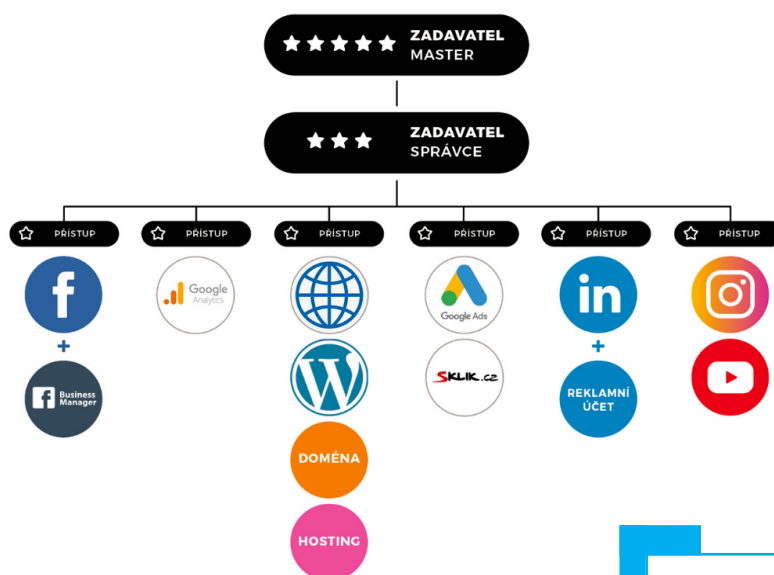 ZADAVATEL
MASTER
ZADAVATEL
SPRÁVCE
PŘÍSTUP
PŘÍSTUP
PŘÍSTUP
PŘÍSTUP
PŘÍSTUP
PŘÍSTUP
f
Google
Analytics
Google Ads
in
+
f Business
Manager
W
SKLIK.cz
+
REKLAMNÍ
ÚČET
DOMÉNA
HOSTING